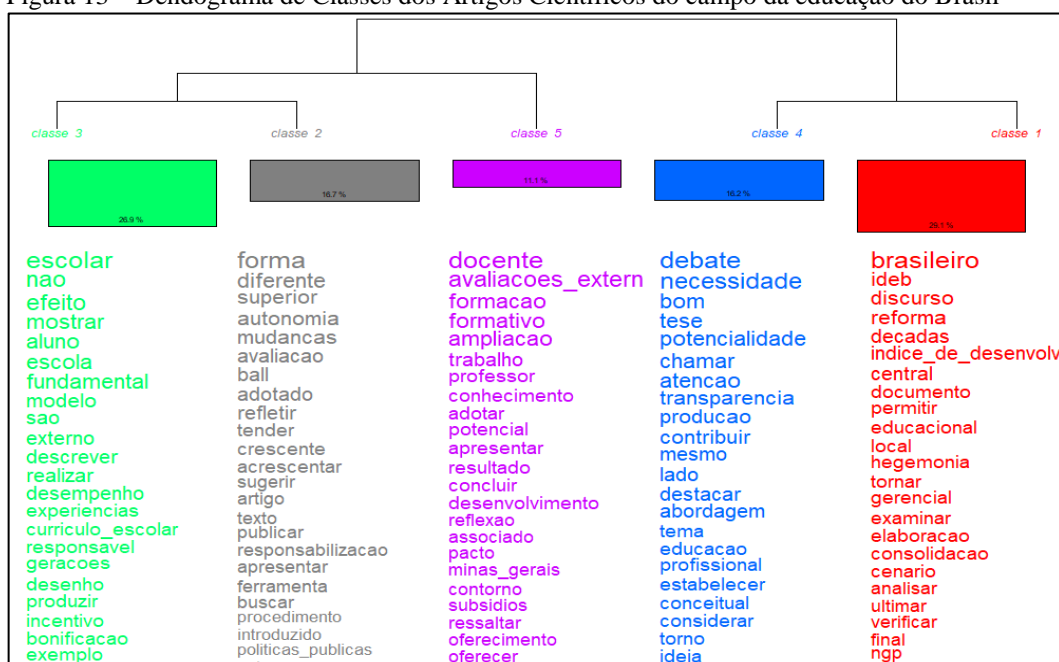 Figura 13 – Dendograma de Classes dos Artigos Científicos do campo da educação do Brasil
classe 3
classe 2
classe 5
classe 4
classe 1
26.9 %
16.7 %
11.1 %
16.2 %
29.1 %
escolar
nao
efeito
mostrar
aluno
escola
fundamental
modelo
sao
externo
descrever
realizar
desempenho
experiencias
curriculo_escolar
responsavel
geracoes
desenho
produzir
incentivo
bonificacao
exemplo
forma
diferente
superior
autonomia
mudancas
avaliacao
ball
adotado
refletir
tender
crescente
acrescentar
sugerir
artigo
texto
publicar
responsabilizacao
apresentar
ferramenta
buscar
procedimento
introduzido
politicas_publicas
docente
avaliacoes_extern
formacao
formativo
ampliacao
trabalho
professor
conhecimento
adotar
potencial
apresentar
resultado
concluir
desenvolvimento
reflexao
associado
pacto
minas_gerais
contorno
subsidios
ressaltar
oferecimento
oferecer
debate
necessidade
bom
tese
potencialidade
chamar
atencao
transparencia
producao
contribuir
mesmo
lado
destacar
abordagem
tema
educacao
profissional
estabelecer
conceitual
considerar
torno
ideia
brasileiro
ideb
discurso
reforma
decadas
indice_de_desenvolv
central
documento
permitir
educacional
local
hegemonia
tornar
gerencial
examinar
elaboracao
consolidacao
cenario
analisar
ultimar
verificar
final
ngp